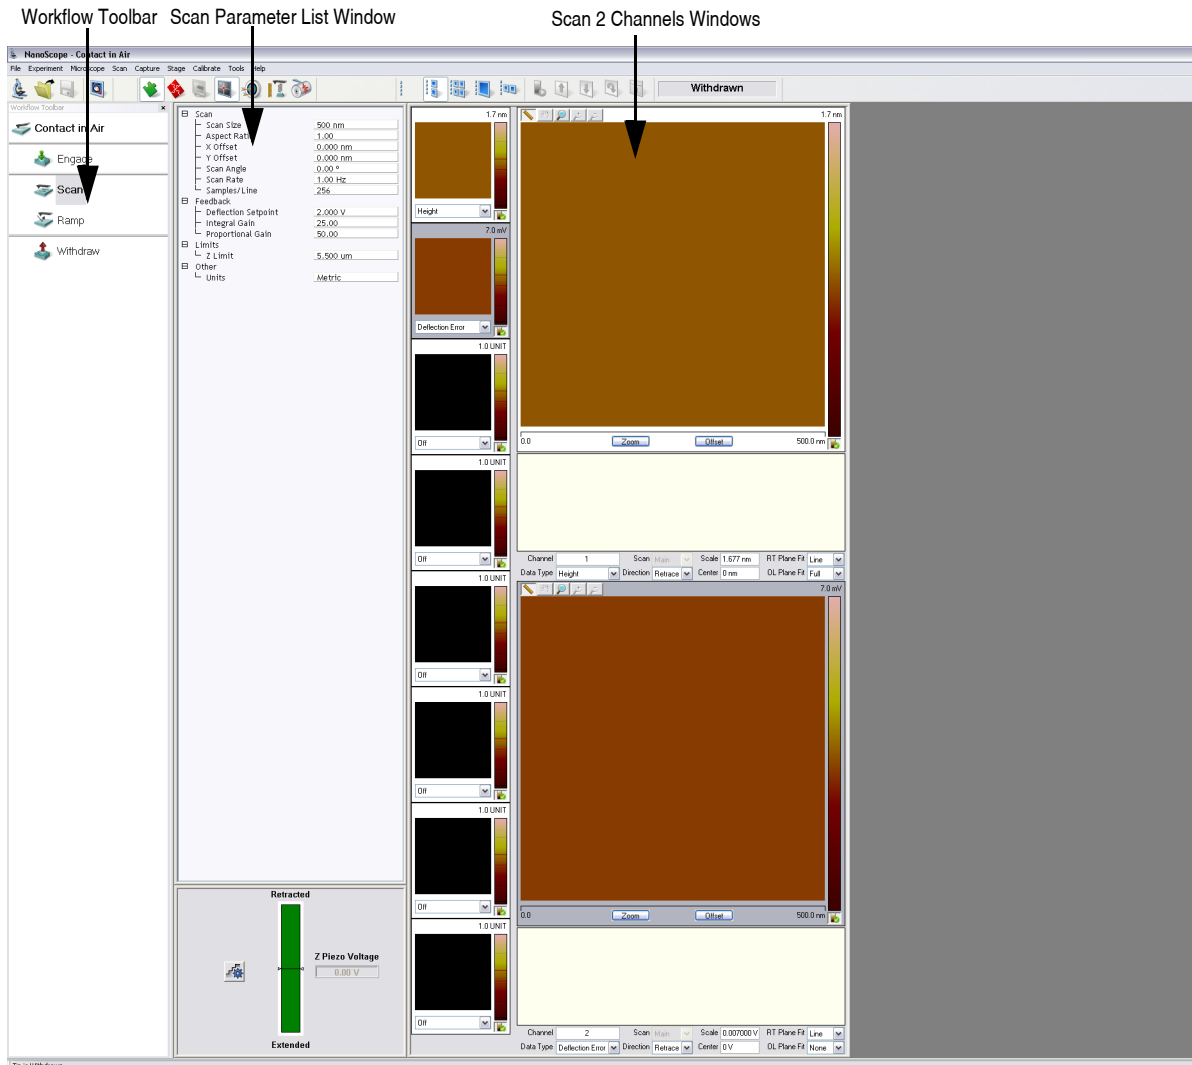 Workflow Toolbar Scan Parameter List Window Scan 2 Channels Windows
NanoScope - Contact in Air
File Experiment Microscope Scan Capture Stage Calibrate Tools Help
Withdrawn
Workflow Toolbar
Contact in Air
Engage
Scan
Ramp
Withdraw
Scan
Scan Size 500 nm
Aspect Ratio 1.00
X Offset 0.000 nm
Y Offset 0.000 nm
Scan Angle 0.00 º
Scan Rate 1.00 Hz
Samples/Line 256
Feedback
Deflection Setpoint 2.000 V
Integral Gain 25.00
Proportional Gain 50.00
Limits
Z Limit 5.500 um
Other
Units Metric
Retracted
Z Piezo Voltage
0.00 V
Extended
1.7 nm
Height
7.0 mV
Deflection Error
1.0 UNIT
Off
1.0 UNIT
Off
1.0 UNIT
Off
1.0 UNIT
Off
1.0 UNIT
Off
1.0 UNIT
Off
1.7 nm
0.0 Zoom Offset 500.0 nm
Channel 1 Scan Main Scale 1.677 nm RT Plane Fit Line
Data Type Height Direction Retrace Center 0 nm OL Plane Fit Full
7.0 mV
0.0 Zoom Offset 500.0 nm
Channel 2 Scan Main Scale 0.007000 V RT Plane Fit Line
Data Type Deflection Error Direction Retrace Center 0 V OL Plane Fit None